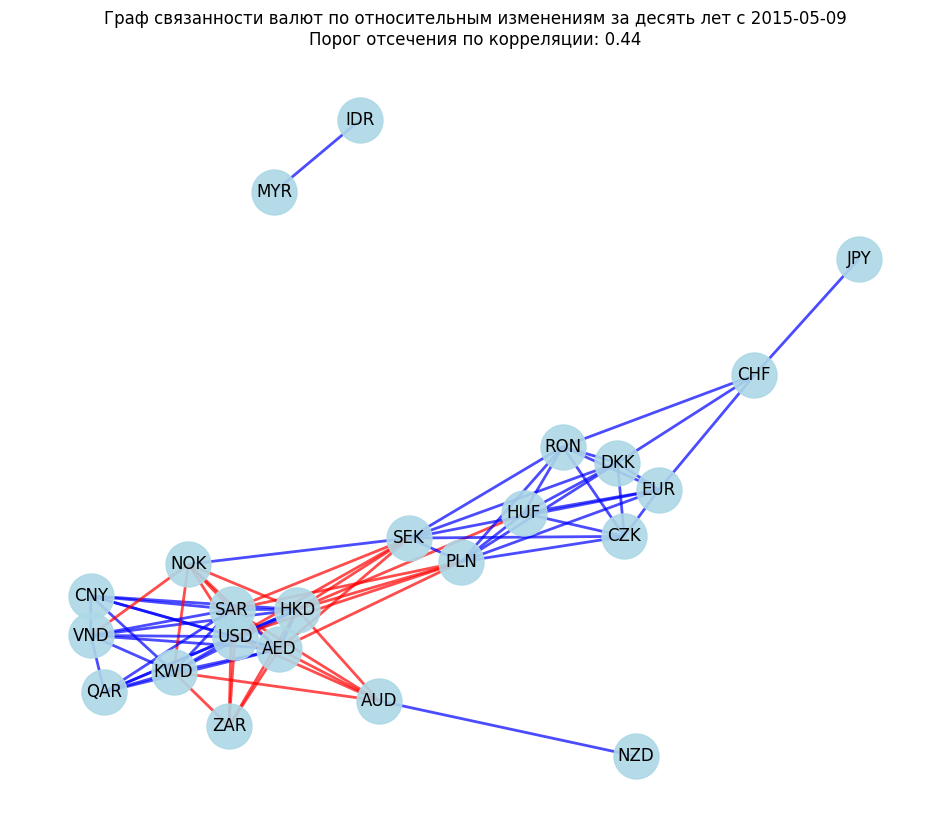 Граф связанности валют по относительным изменениям за десять лет с 2015-05-09
Порог отсечения по корреляции: 0.44
IDR
MYR
JPY
CHF
RON
DKK
EUR
HUF
SEK
CZK
PLN
NOK
CNY
SAR
HKD
VND
USD
AED
KWD
QAR
AUD
ZAR
NZD